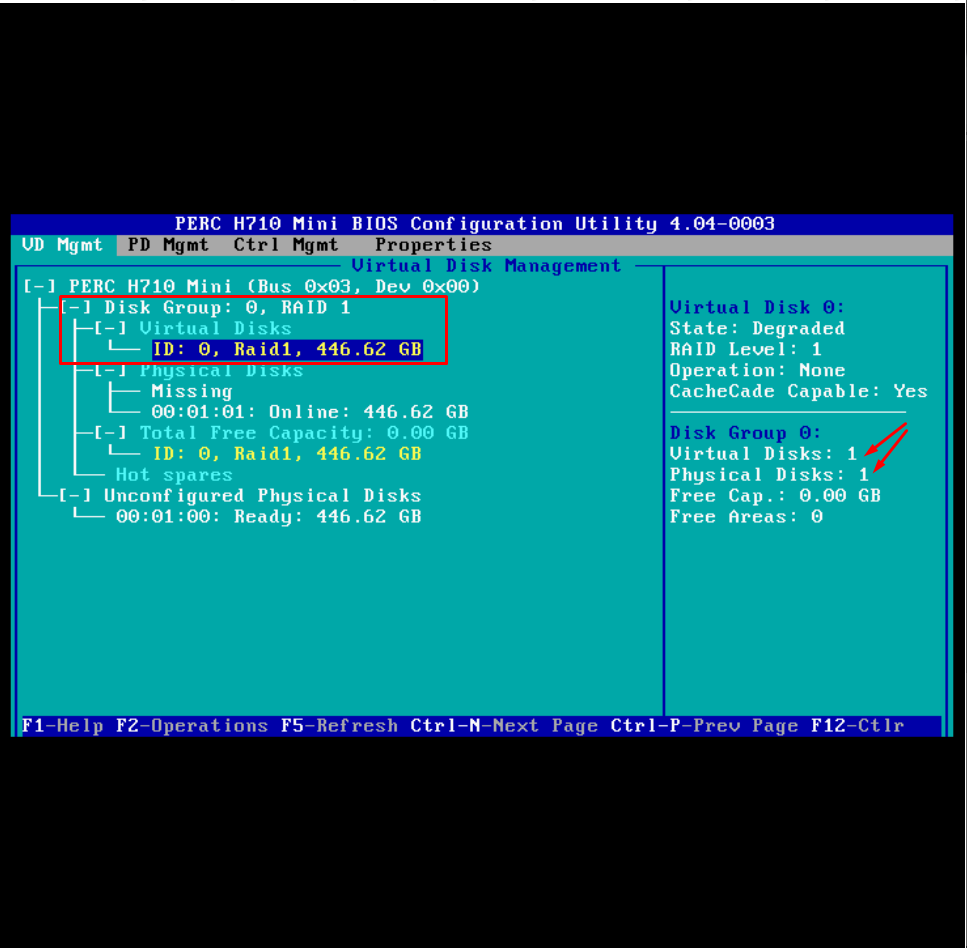 PERC H710 Mini BIOS Configuration Utility 4.04-0003
VD Mgmt PD Mgmt Ctrl Mgmt Properties
Virtual Disk Management
[-] PERC H710 Mini (Bus 0x03, Dev 0x00)
[-] Disk Group: 0, RAID 1
[-] Virtual Disks
ID: 0, Raid1, 446.62 GB
[-] Physical Disks
Missing
00:01:01: Online: 446.62 GB
[-] Total Free Capacity: 0.00 GB
ID: 0, Raid1, 446.62 GB
Hot spares
[-] Unconfigured Physical Disks
00:01:00: Ready: 446.62 GB
Virtual Disk 0:
State: Degraded
RAID Level: 1
Operation: None
CacheCade Capable: Yes
Disk Group 0:
Virtual Disks: 1
Physical Disks: 1
Free Cap.: 0.00 GB
Free Areas: 0
F1-Help F2-Operations F5-Refresh Ctrl-N-Next Page Ctrl-P-Prev Page F12-Ctlr